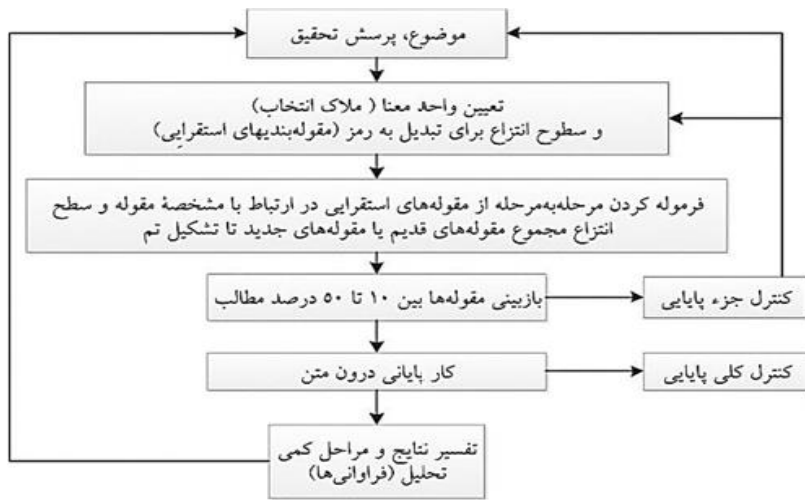 موضوع، پرسش تحقیق
تعیین واحد معنا ( ملاک انتخاب)
و سطوح انتزاع برای تبدیل به رمز (مقوله‌بندیهای استقرایی)
فرموله کردن مرحله‌به‌مرحله از مقوله‌های استقرایی در ارتباط با مشخصهٔ مقوله و سطح
انتزاع مجموع مقوله‌های قدیم یا مقوله‌های جدید تا تشکیل تم
بازبینی مقوله‌ها بین ۱۰ تا ۵۰ درصد مطالب
کنترل جزء پایایی
کار پایانی درون متن
کنترل کلی پایایی
تفسیر نتایج و مراحل کمی
تحلیل (فراوانی‌ها)